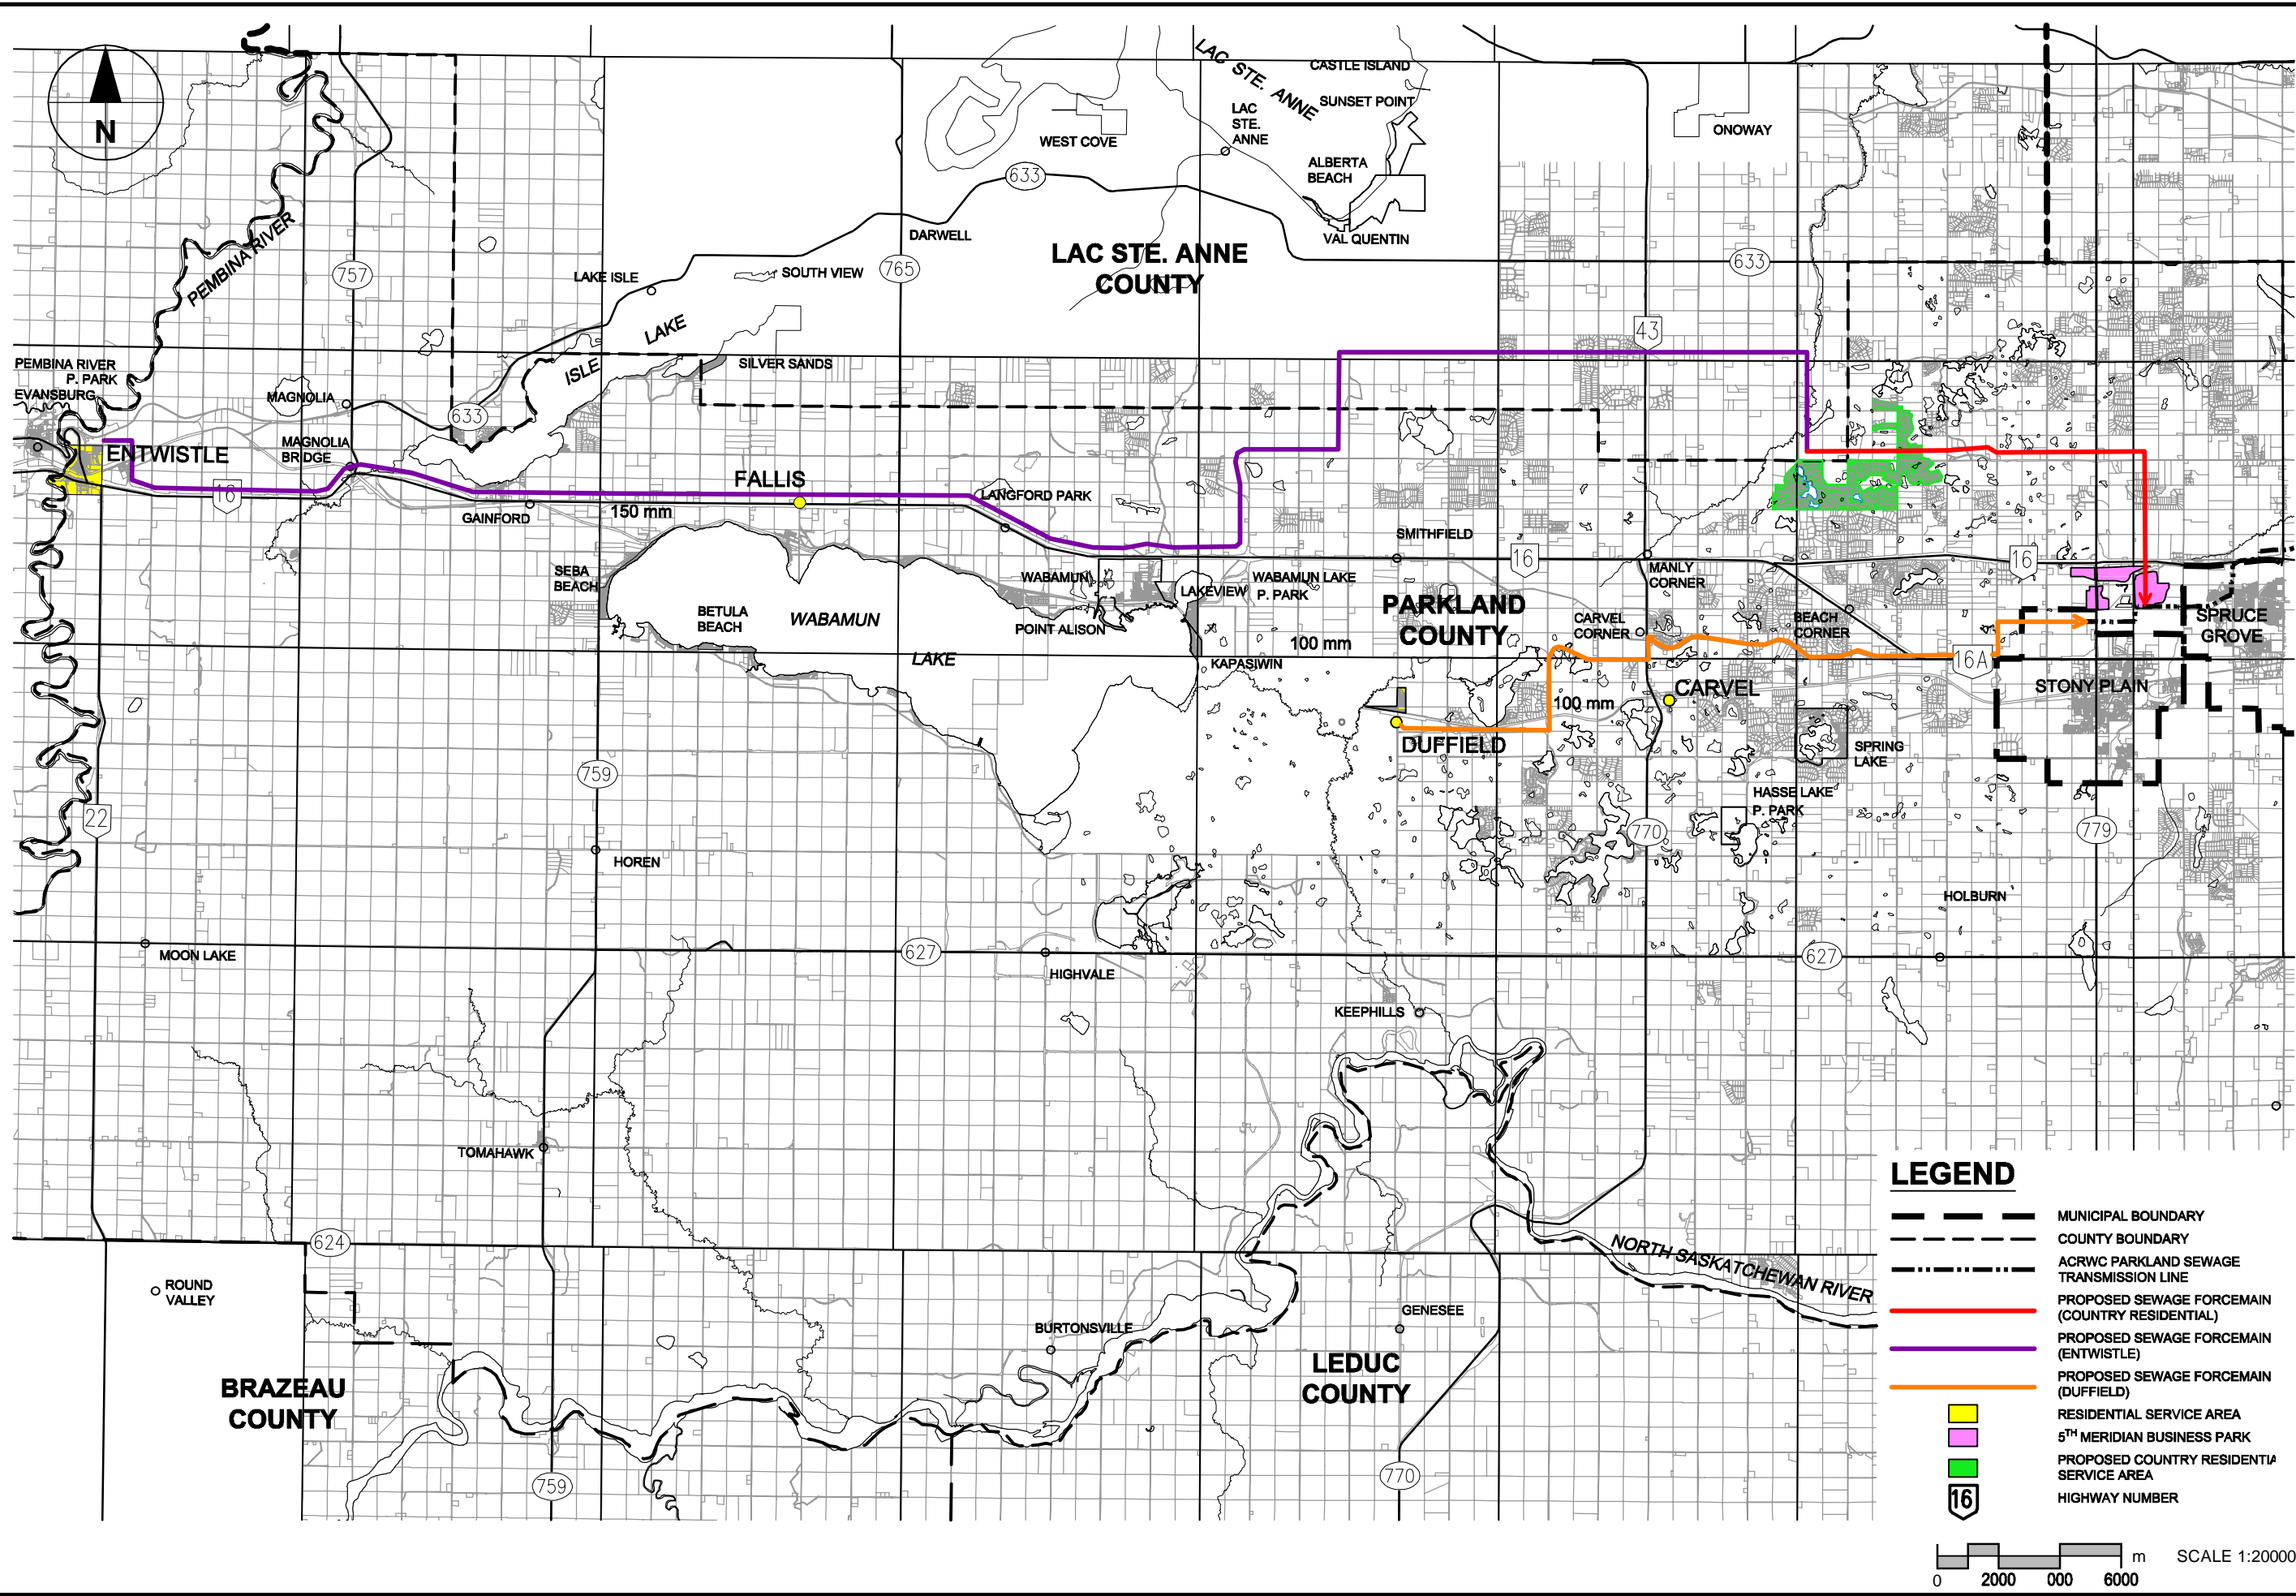 N
LAC STE. ANNE
CASTLE ISLAND
SUNSET POINT
LAC
STE.
ANNE
WEST COVE
ONOWAY
ALBERTA
BEACH
633
DARWELL
VAL QUENTIN
PEMBINA RIVER
757
LAKE ISLE
SOUTH VIEW
765
LAC STE. ANNE
COUNTY
633
ISLE
LAKE
43
SILVER SANDS
PEMBINA RIVER
P. PARK
EVANSBURG
MAGNOLIA
633
MAGNOLIA
BRIDGE
ENTWISTLE
16
GAINFORD
FALLIS
150 mm
LANGFORD PARK
SMITHFIELD
16
16
SEBA
BEACH
WABAMUN
LAKEVIEW
WABAMUN LAKE
P. PARK
MANLY
CORNER
BETULA
BEACH
WABAMUN
POINT ALISON
PARKLAND
COUNTY
CARVEL
CORNER
BEACH
CORNER
SPRUCE
GROVE
LAKE
100 mm
KAPASIWIN
16A
STONY PLAIN
CARVEL
100 mm
DUFFIELD
SPRING
LAKE
759
22
HASSE LAKE
P. PARK
770
779
HOREN
HOLBURN
MOON LAKE
627
627
HIGHVALE
KEEPHILLS
TOMAHAWK
624
ROUND
VALLEY
NORTH SASKATCHEWAN RIVER
GENESEE
BURTONSVILLE
BRAZEAU
COUNTY
LEDUC
COUNTY
759
770
LEGEND
MUNICIPAL BOUNDARY
COUNTY BOUNDARY
ACRWC PARKLAND SEWAGE
TRANSMISSION LINE
PROPOSED SEWAGE FORCEMAIN
(COUNTRY RESIDENTIAL)
PROPOSED SEWAGE FORCEMAIN
(ENTWISTLE)
PROPOSED SEWAGE FORCEMAIN
(DUFFIELD)
RESIDENTIAL SERVICE AREA
5TH MERIDIAN BUSINESS PARK
PROPOSED COUNTRY RESIDENTIA
SERVICE AREA
16 HIGHWAY NUMBER
0 2000 000 6000 m SCALE 1:20000